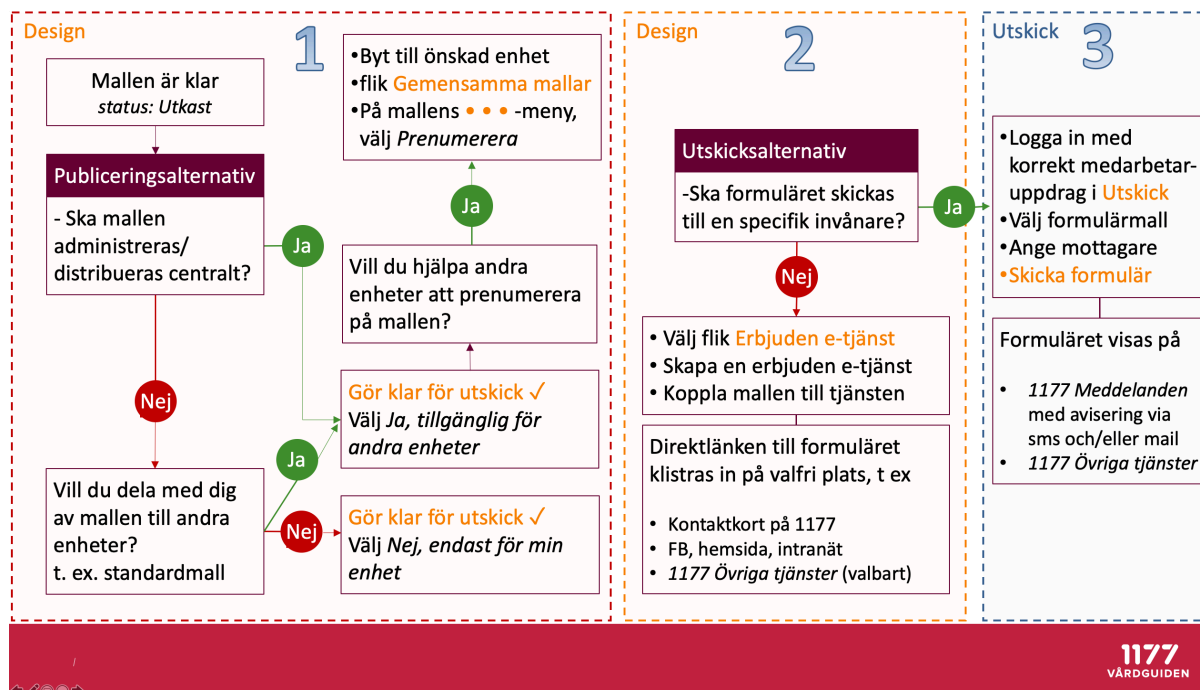 Design
1
Mallen är klar
status: Utkast
Publiceringsalternativ
- Ska mallen
administreras/
distribueras centralt?
Ja
Nej
Vill du dela med dig
av mallen till andra
enheter?
t. ex. standardmall
Ja
Nej
•Byt till önskad enhet
•flik Gemensamma mallar
•På mallens • • • -meny,
välj Prenumerera
Ja
Vill du hjälpa andra
enheter att prenumerera
på mallen?
Gör klar för utskick ✓
Välj Ja, tillgänglig för
andra enheter
Gör klar för utskick ✓
Välj Nej, endast för min
enhet
Design
2
Utskicksalternativ
-Ska formuläret skickas
till en specifik invånare?
Ja
Nej
• Välj flik Erbjuden e-tjänst
• Skapa en erbjuden e-tjänst
• Koppla mallen till tjänsten
Direktlänken till formuläret
klistras in på valfri plats, t ex
• Kontaktkort på 1177
• FB, hemsida, intranät
• 1177 Övriga tjänster (valbart)
Utskick
3
•Logga in med
korrekt medarbetar-
uppdrag i Utskick
•Välj formulärmall
•Ange mottagare
•Skicka formulär
Formuläret visas på
• 1177 Meddelanden
med avisering via
sms och/eller mail
• 1177 Övriga tjänster
/
1177
VÅRDGUIDEN